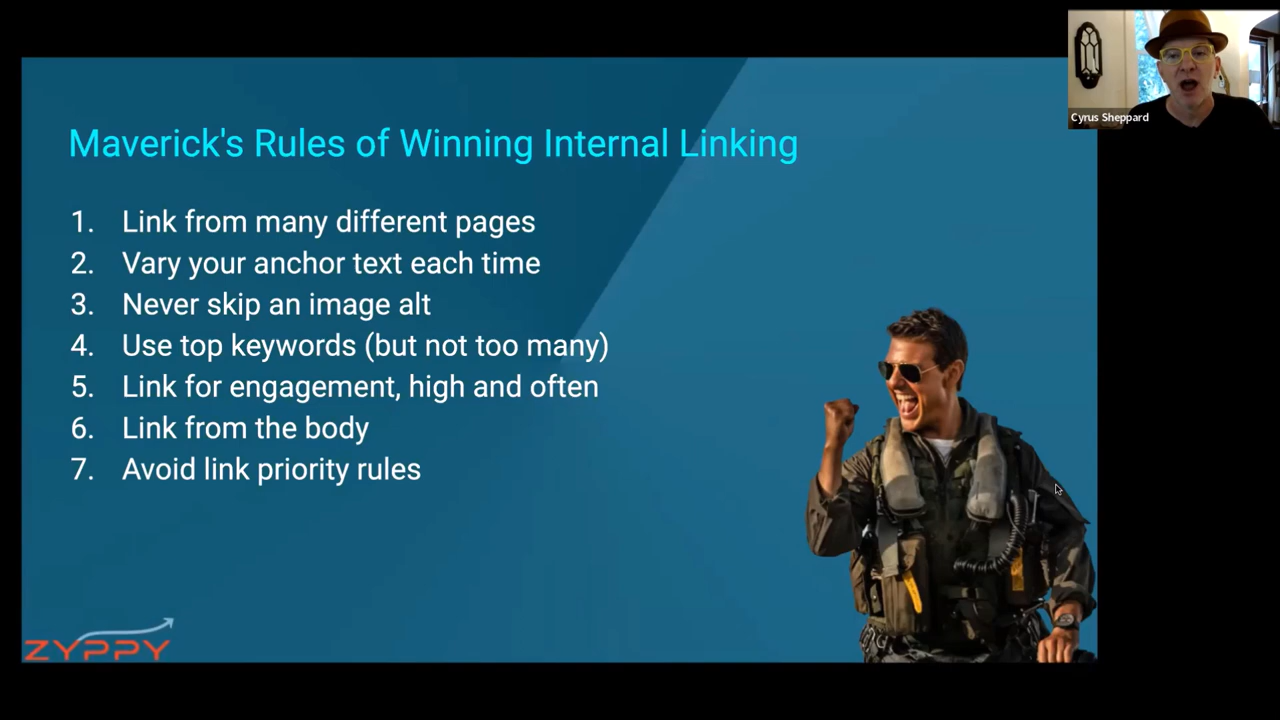 Cyrus Sheppard
Maverick's Rules of Winning Internal Linking
1. Link from many different pages
2. Vary your anchor text each time
3. Never skip an image alt
4. Use top keywords (but not too many)
5. Link for engagement, high and often
6. Link from the body
7. Avoid link priority rules
ZYPPY